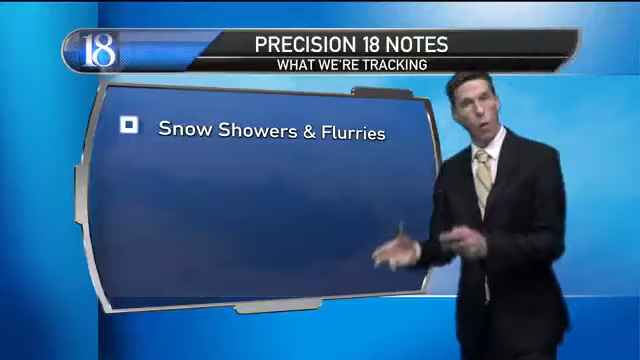 18
PRECISION 18 NOTES
WHAT WE'RE TRACKING
Snow Showers & Flurries